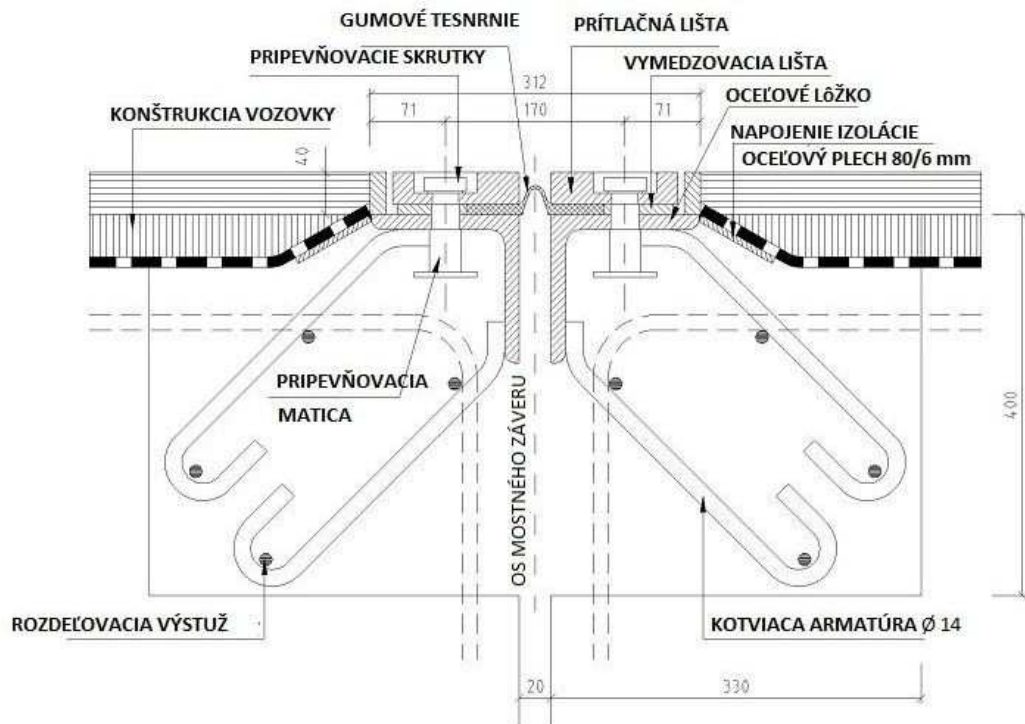 GUMOVÉ TESNRNIE
PRÍTLAČNÁ LIŠTA
PRIPEVŇOVACIE SKRUTKY
VYMEDZOVACIA LIŠTA
312
OCEĽOVÉ LôŽKO
KONŠTRUKCIA VOZOVKY
71
170
71
NAPOJENIE IZOLÁCIE
OCEĽOVÝ PLECH 80/6 mm
40
PRIPEVŇOVACIA
MATICA
400
OS MOSTNÉHO ZÁVERU
ROZDEĽOVACIA VÝSTUŽ
KOTVIACA ARMATÚRA Ø 14
20
330